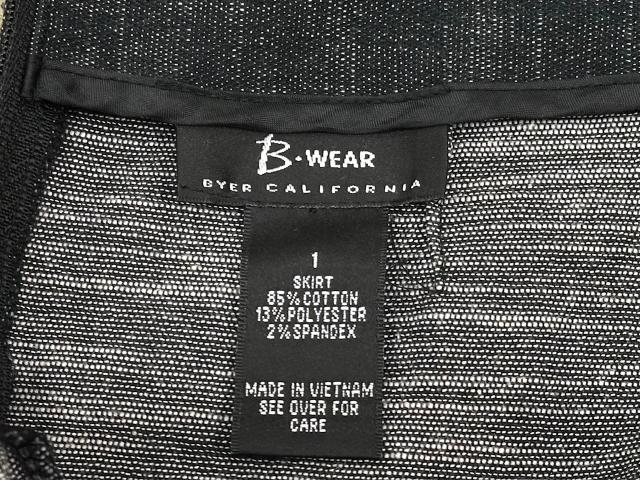 B·WEAR
BYER CALIFORNIA
1
SKIRT
85% COTTON
13% POLYESTER
2% SPANDEX
MADE IN VIETNAM
SEE OVER FOR
CARE